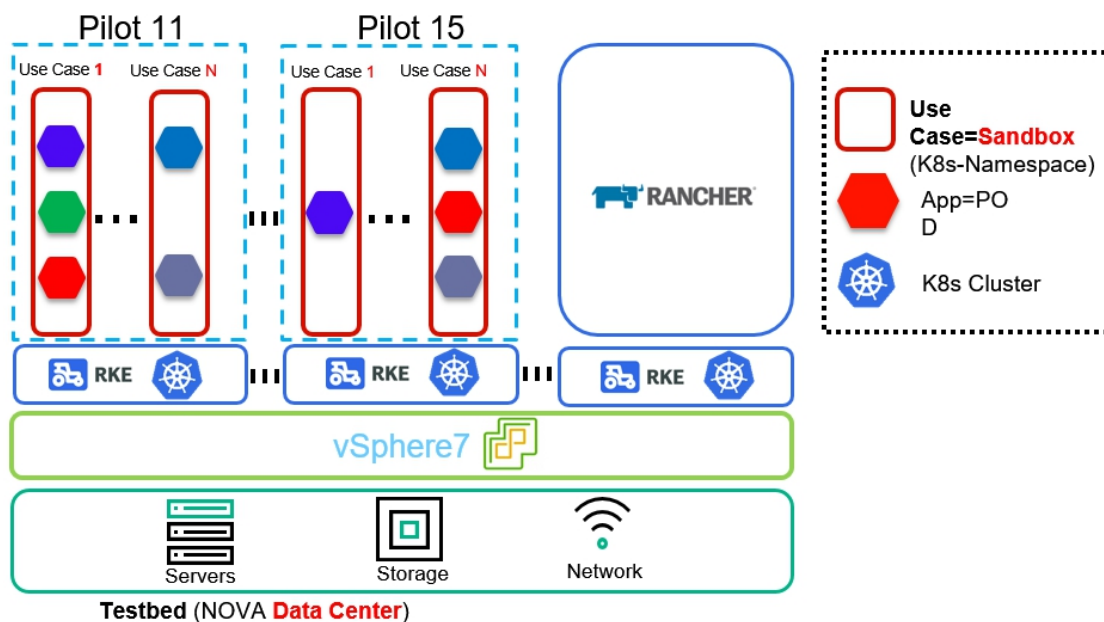 Pilot 11
Pilot 15
Use Case 1
Use Case N
Use Case 1
Use Case N
RANCHER®
Use
Case=Sandbox
(K8s-Namespace)
App=PO
D
K8s Cluster
RKE
RKE
RKE
vSphere7
Servers
Storage
Network
Testbed (NOVA Data Center)